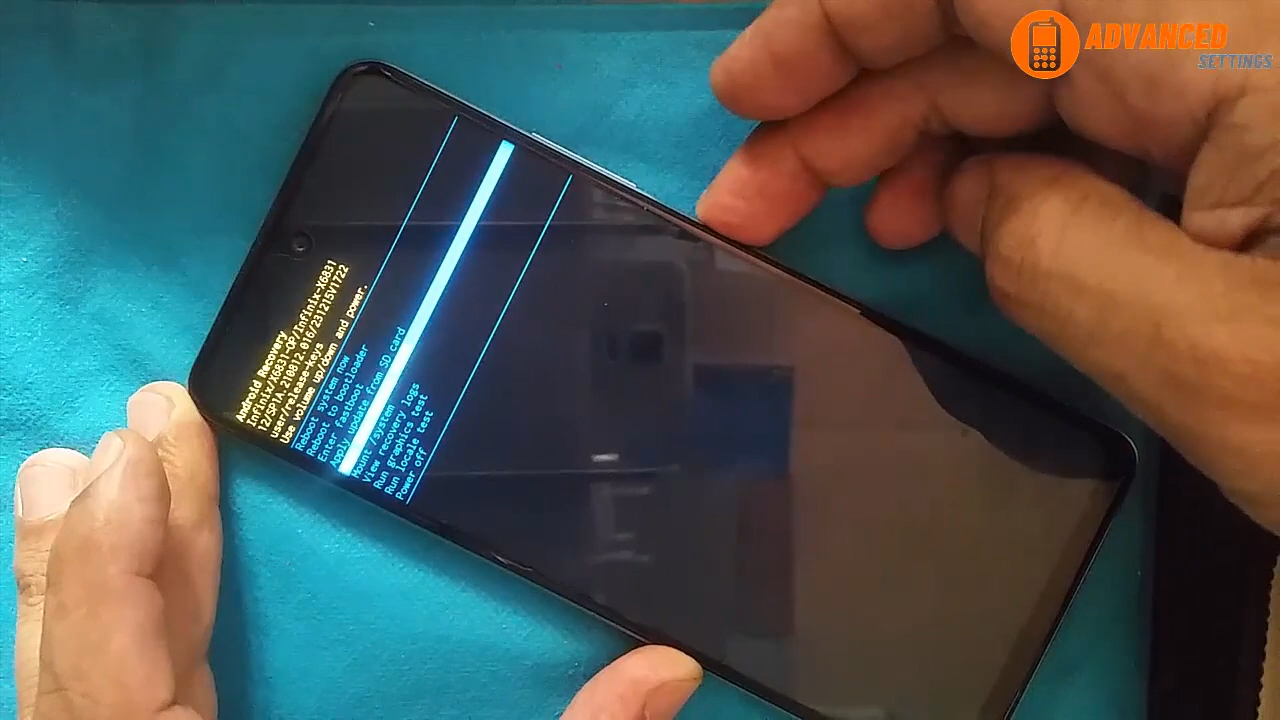 ADVANCED
SETTINGS
Android Recovery
Infinix/X6831-OP/Infinix-X6831
12/SP1A.210812.016/231215V1722
user/release-keys
Use volume up/down and power.
Reboot system now
Reboot to bootloader
Enter fastboot
Apply update from SD card
Mount /system
View recovery logs
Run graphics test
Run locale test
Power off